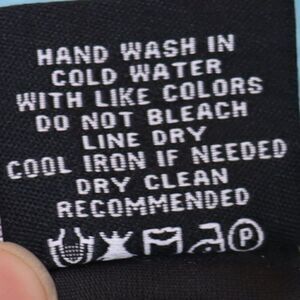 HAND WASH IN
COLD WATER
WITH LIKE COLORS
DO NOT BLEACH
LINE DRY
COOL IRON IF NEEDED
DRY CLEAN
RECOMMENDED
P